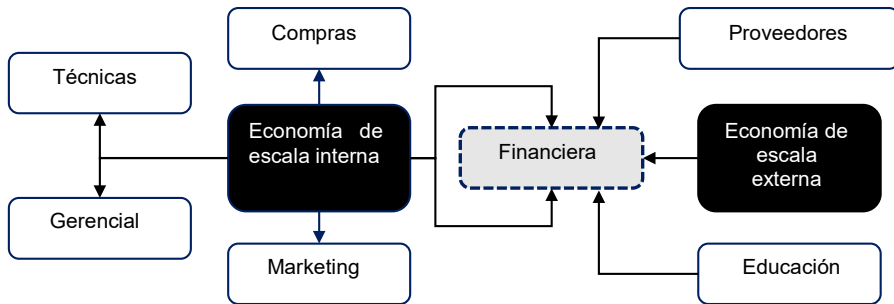 Compras
Proveedores
Técnicas
Economía de
escala interna
Financiera
Economía de
escala
externa
Gerencial
Marketing
Educación